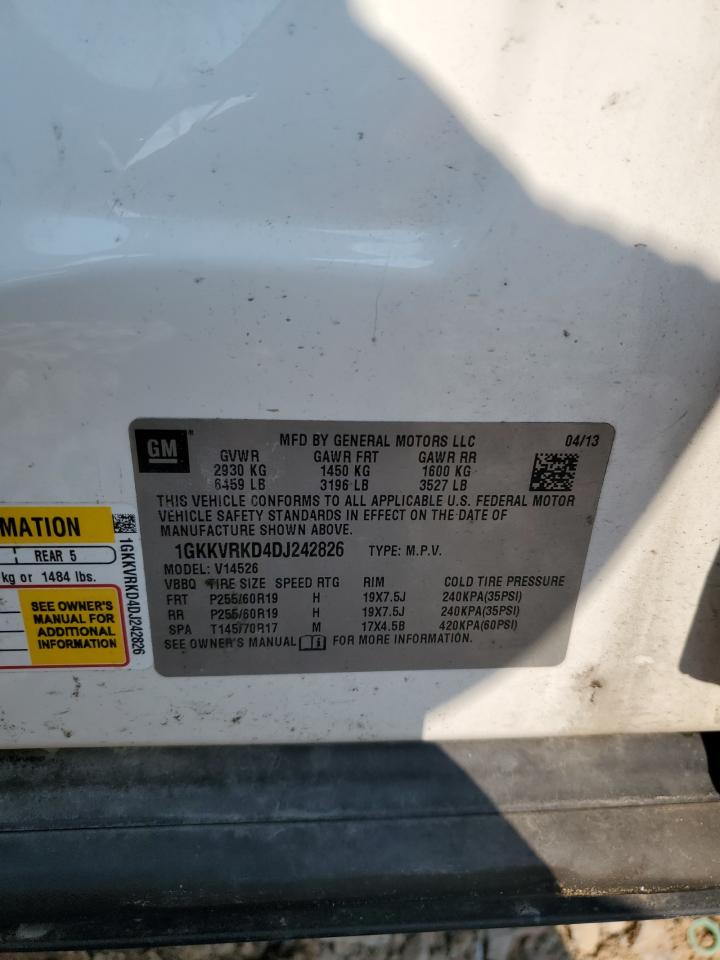 GM
MFD BY GENERAL MOTORS LLC 04/13
GVWR GAWR FRT GAWR RR
2930 KG 1450 KG 1600 KG
6459 LB 3196 LB 3527 LB
THIS VEHICLE CONFORMS TO ALL APPLICABLE U.S. FEDERAL MOTOR
VEHICLE SAFETY STANDARDS IN EFFECT ON THE DATE OF
MANUFACTURE SHOWN ABOVE.
1GKKVRKD4DJ242826 TYPE: M.P.V.
MODEL: V14526
VBBQ TIRE SIZE SPEED RTG RIM COLD TIRE PRESSURE
FRT P255/60R19 H 19X7.5J 240KPA(35PSI)
RR P255/60R19 H 19X7.5J 240KPA(35PSI)
SPA T145/70R17 M 17X4.5B 420KPA(60PSI)
SEE OWNER'S MANUAL FOR MORE INFORMATION.
MATION
REAR 5
kg or 1484 lbs.
SEE OWNER'S
MANUAL FOR
ADDITIONAL
INFORMATION
1GKKVRKD4DJ242826